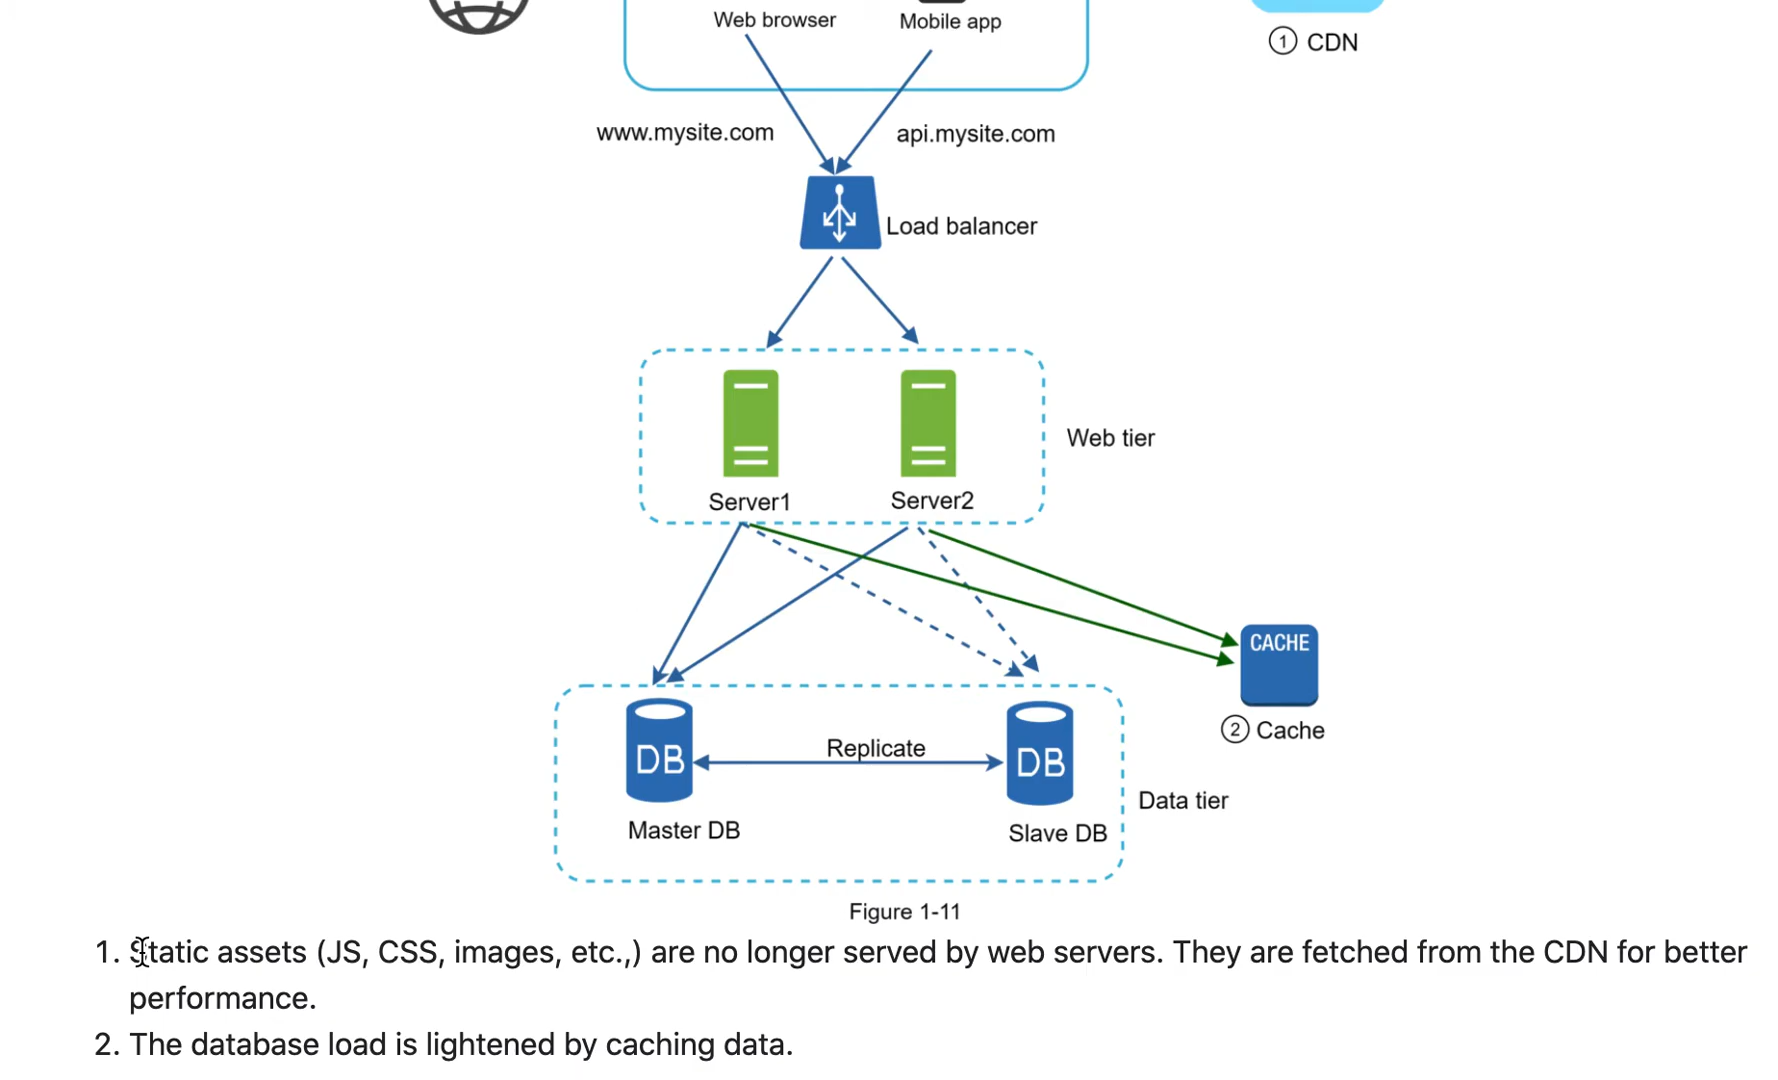 Web browser
Mobile app
1 CDN
www.mysite.com
api.mysite.com
Load balancer
Web tier
Server1
Server2
CACHE
2 Cache
DB
Replicate
DB
Data tier
Master DB
Slave DB
Figure 1-11
1. Static assets (JS, CSS, images, etc.,) are no longer served by web servers. They are fetched from the CDN for better
performance.
2. The database load is lightened by caching data.